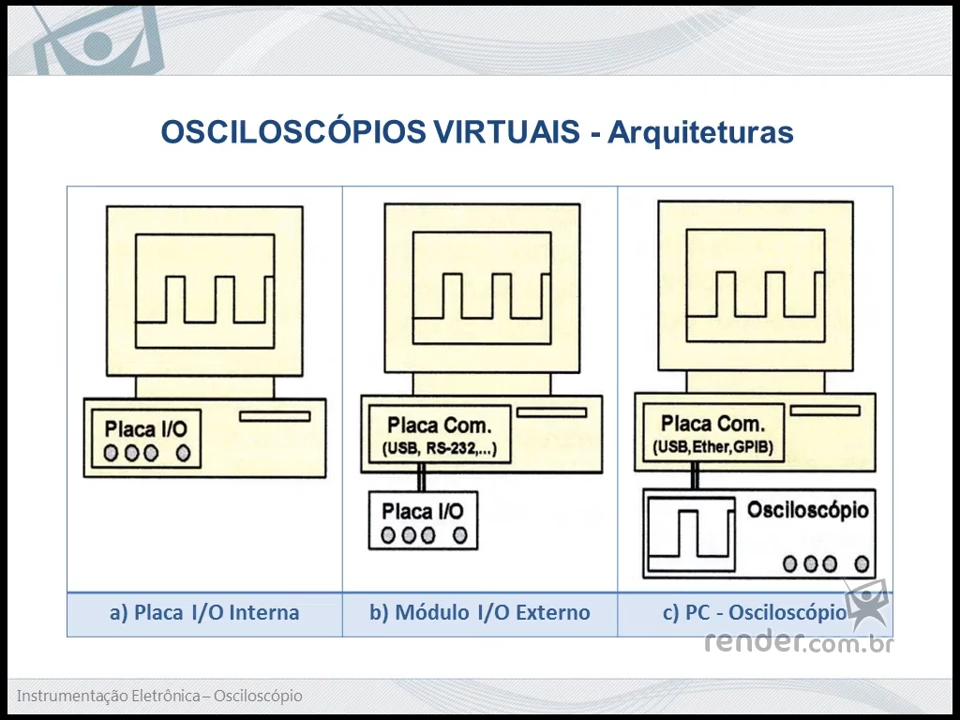 OSCILOSCÓPIOS VIRTUAIS - Arquiteturas
Placa I/O
Placa Com.
(USB, RS-232,...)
Placa I/O
Placa Com.
(USB,Ether,GPIB)
Osciloscópio
a) Placa I/O Interna
b) Módulo I/O Externo
c) PC - Osciloscópio
render.com.br
Instrumentação Eletrônica – Osciloscópio